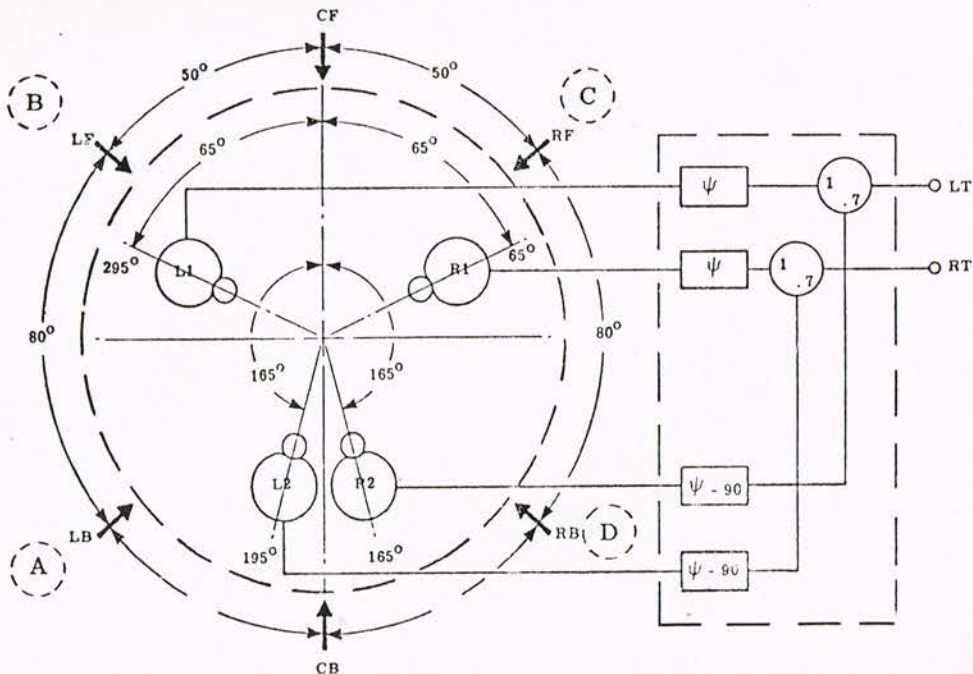 CF
50° 50°
B C
LF RF
65° 65°
ψ 1 .7 LT
295° L1 R1 65° ψ 1 .7 RT
80° 80°
165° 165°
L2 R2 ψ - 90
LB RB
A D
195° 165° ψ - 90
CB